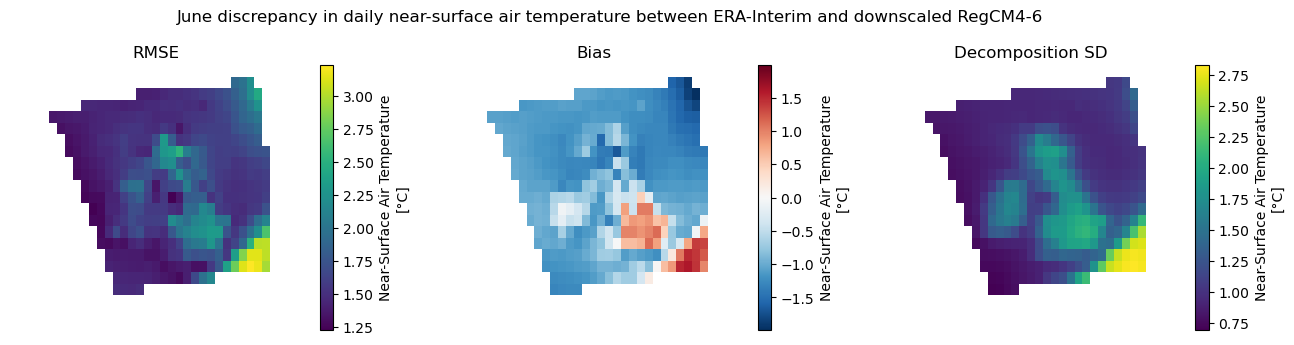 June discrepancy in daily near-surface air temperature between ERA-Interim and downscaled RegCM4-6
RMSE
3.00
2.75
2.50
2.25
2.00
1.75
1.50
1.25
Near-Surface Air Temperature
[°C]
Bias
1.5
1.0
0.5
0.0
−0.5
−1.0
−1.5
Near-Surface Air Temperature
[°C]
Decomposition SD
2.75
2.50
2.25
2.00
1.75
1.50
1.25
1.00
0.75
Near-Surface Air Temperature
[°C]